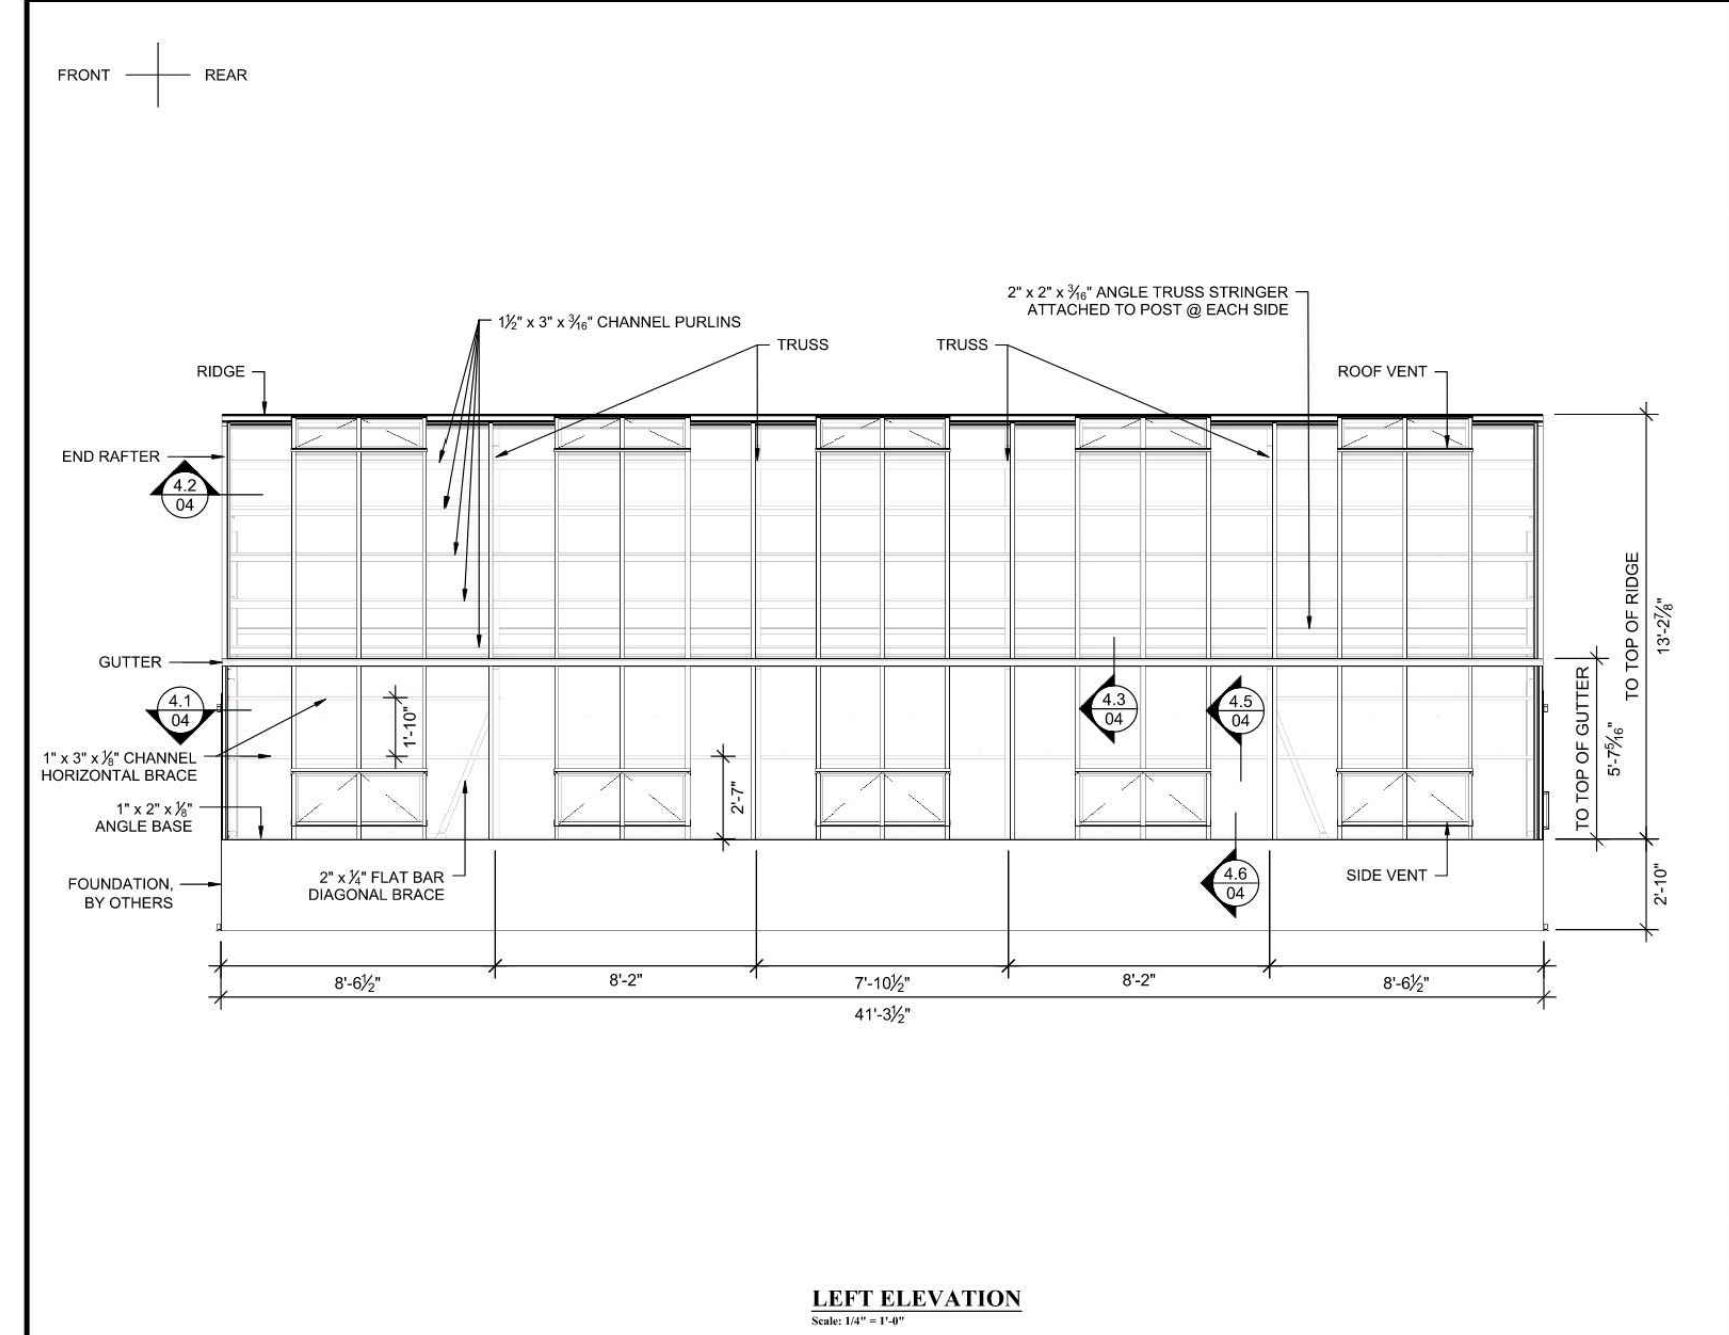 FRONT REAR
2" x 2" x 3⁄16" ANGLE TRUSS STRINGER
ATTACHED TO POST @ EACH SIDE
1½" x 3" x 3⁄16" CHANNEL PURLINS
TRUSS
TRUSS
RIDGE
ROOF VENT
END RAFTER
4.2
04
TO TOP OF RIDGE
13'-2⅞"
GUTTER
TO TOP OF GUTTER
5'-7 5⁄16"
4.1
04
1'-10"
4.3
04
4.5
04
1" x 3" x ⅛" CHANNEL
HORIZONTAL BRACE
2'-7"
1" x 2" x ⅛"
ANGLE BASE
FOUNDATION,
BY OTHERS
2" x ¼" FLAT BAR
DIAGONAL BRACE
4.6
04
SIDE VENT
2'-10"
8'-6½"
8'-2"
7'-10½"
8'-2"
8'-6½"
41'-3½"
LEFT ELEVATION
Scale: 1/4" = 1'-0"